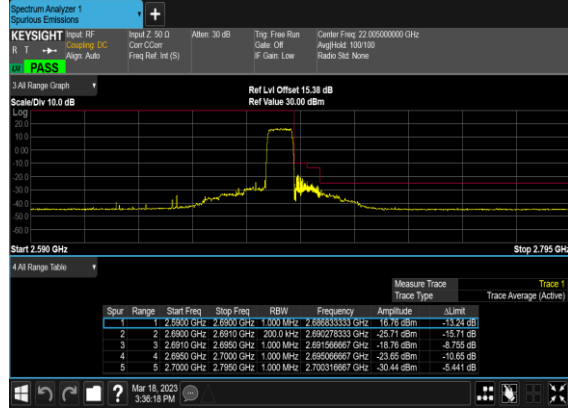 Spectrum Analyzer 1
Spurious Emissions
+
KEYSIGHT Input: RF Input Z: 50 Ω Atten: 30 dB Trig: Free Run Center Freq: 22.005000000 GHz
R T Coupling: DC Corr CCorr Gate: Off Avg|Hold: 100/100
Align: Auto Freq Ref: Int (S) IF Gain: Low Radio Std: None
LV PASS
3 All Range Graph
Ref Lvl Offset 15.38 dB
Scale/Div 10.0 dB Ref Value 30.00 dBm
Log
20.0
10.0
0.00
-10.0
-20.0
-30.0
-40.0
-50.0
-60.0
Start 2.590 GHz Stop 2.795 GHz
4 All Range Table
Measure Trace Trace 1
Trace Type Trace Average (Active)
Spur Range Start Freq Stop Freq RBW Frequency Amplitude ΔLimit
1 1 2.5900 GHz 2.6900 GHz 1.000 MHz 2.686833333 GHz 16.76 dBm -13.24 dB
2 2 2.6900 GHz 2.6910 GHz 200.0 kHz 2.690278333 GHz -15.71 dBm -15.71 dB
3 3 2.6910 GHz 2.6950 GHz 1.000 MHz 2.691566667 GHz -18.76 dBm -8.755 dB
4 4 2.6950 GHz 2.7000 GHz 1.000 MHz 2.695066667 GHz -23.65 dBm -10.65 dB
5 5 2.7000 GHz 2.7950 GHz 1.000 MHz 2.700316667 GHz -30.44 dBm -5.441 dB
? Mar 18, 2023
3:36:18 PM